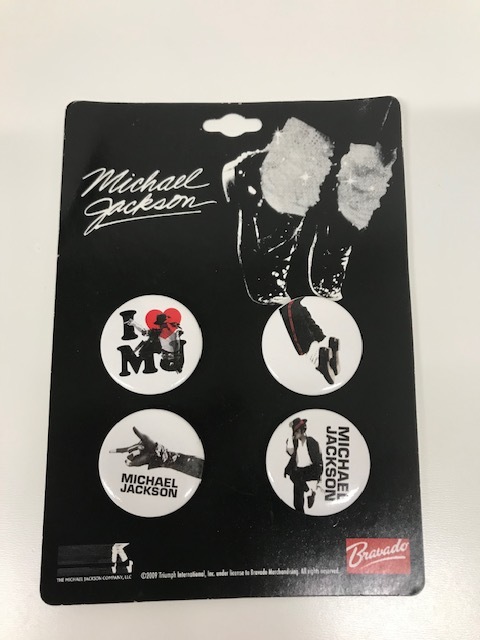 Michael
Jackson
I
MJ
MICHAEL
JACKSON
MICHAEL
JACKSON
THE MICHAEL JACKSON COMPANY, LLC
©2009 Triumph International, Inc. under license to Bravado Merchandising. All rights reserved.
Bravado